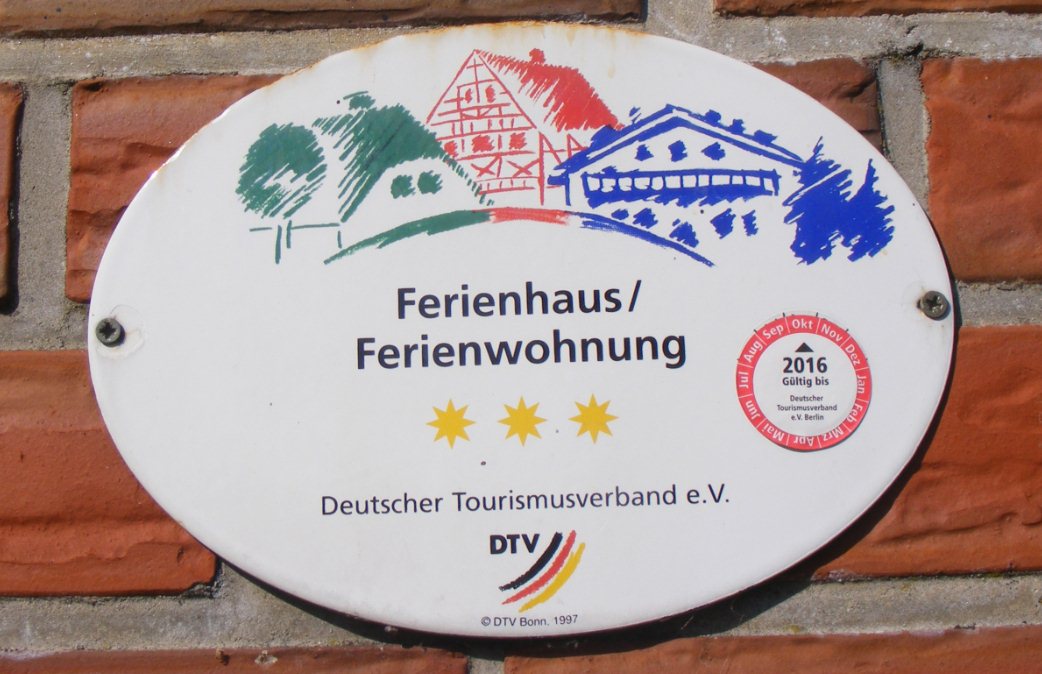 Ferienhaus/
Ferienwohnung
Okt Nov Dez Jan Feb Mrz Apr Mai Jun Jul Aug Sep
2016
Gültig bis
Deutscher
Tourismusverband
e.V. Berlin
Deutscher Tourismusverband e.V.
DTV
© DTV Bonn. 1997